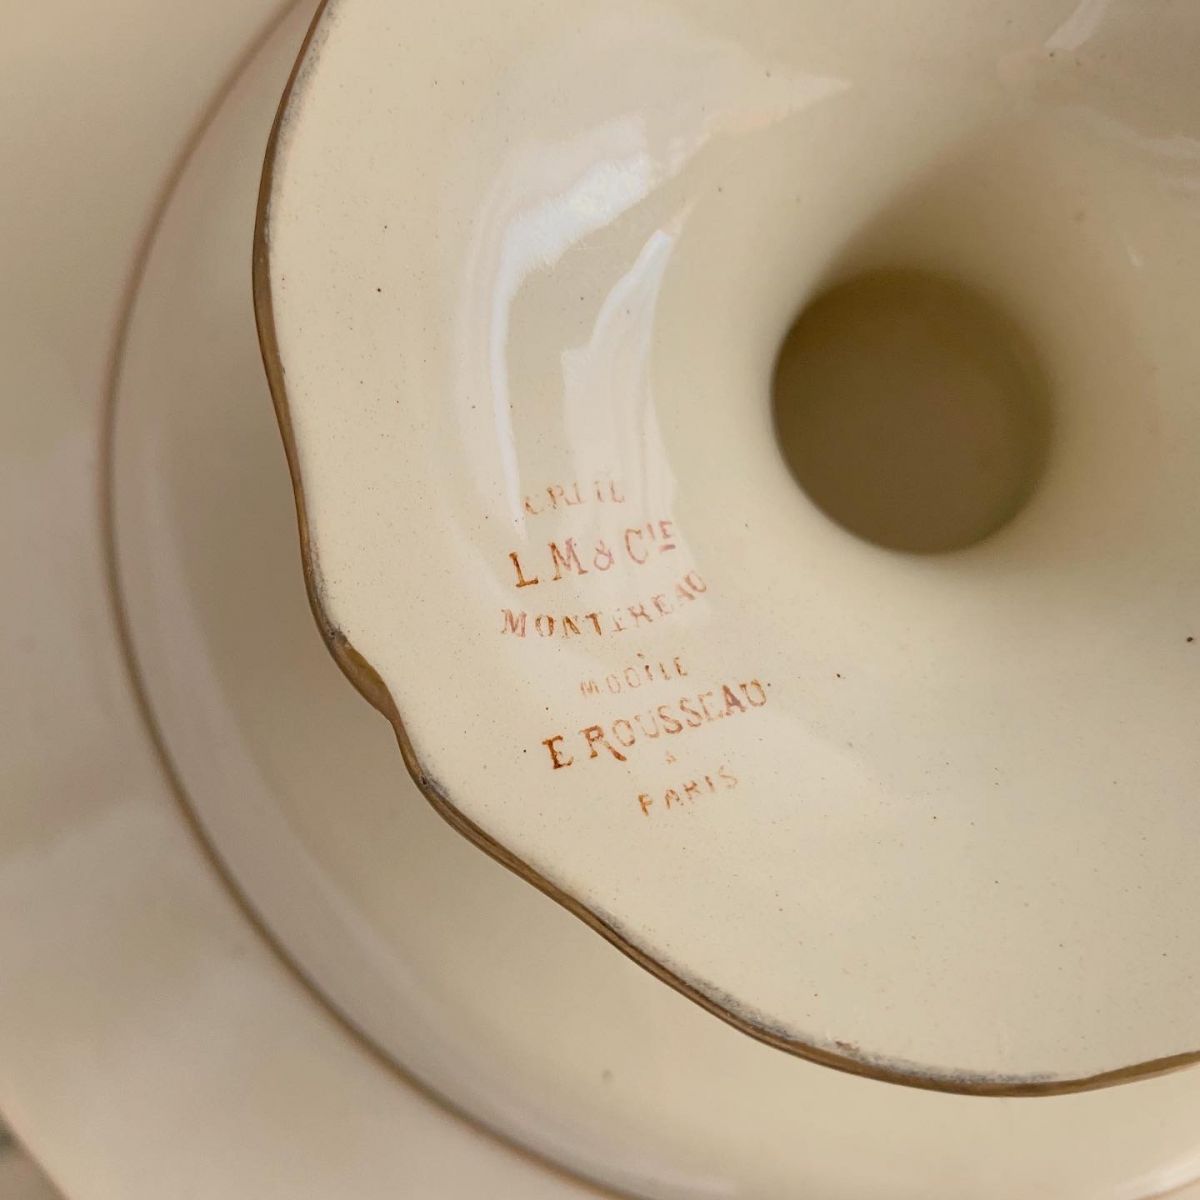 CREIL
L M & CIE
MONTEREAU
MODÈLE
E ROUSSEAU
À
PARIS